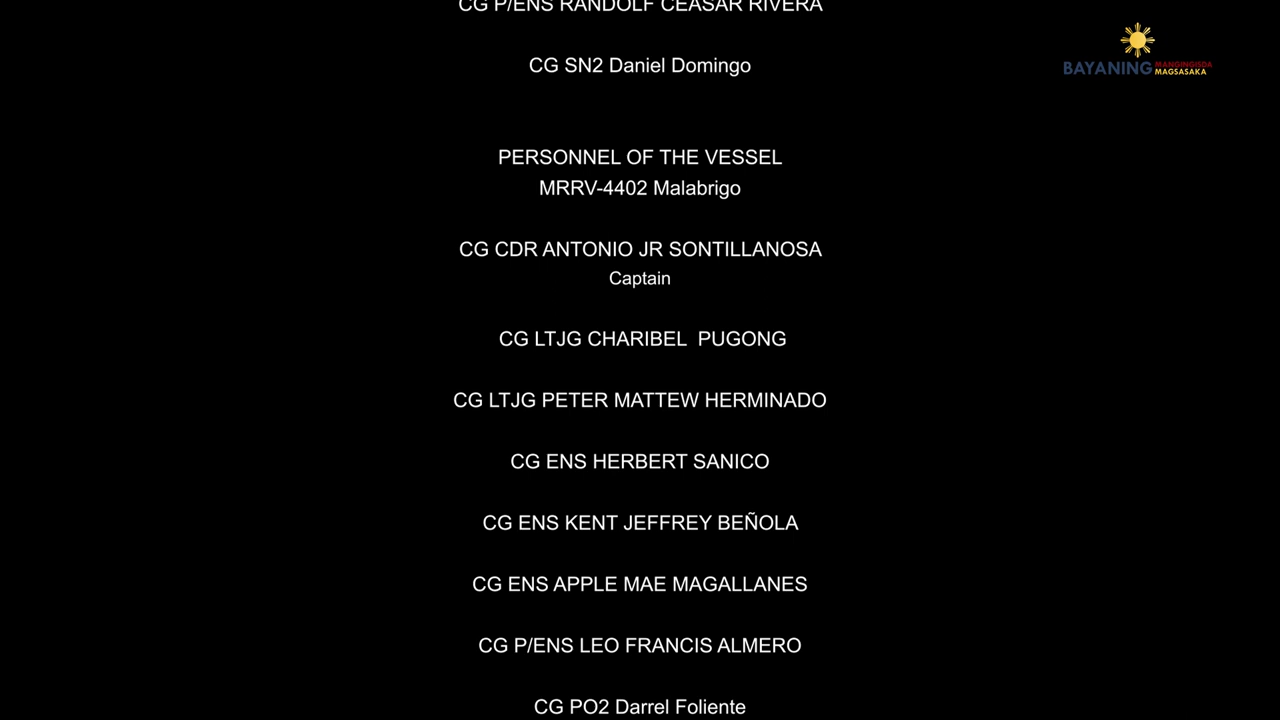 CG P/ENS RANDOLF CEASAR RIVERA
CG SN2 Daniel Domingo
BAYANING MANGINGISDA
MAGSASAKA
PERSONNEL OF THE VESSEL
MRRV-4402 Malabrigo
CG CDR ANTONIO JR SONTILLANOSA
Captain
CG LTJG CHARIBEL PUGONG
CG LTJG PETER MATTEW HERMINADO
CG ENS HERBERT SANICO
CG ENS KENT JEFFREY BEÑOLA
CG ENS APPLE MAE MAGALLANES
CG P/ENS LEO FRANCIS ALMERO
CG PO2 Darrel Foliente